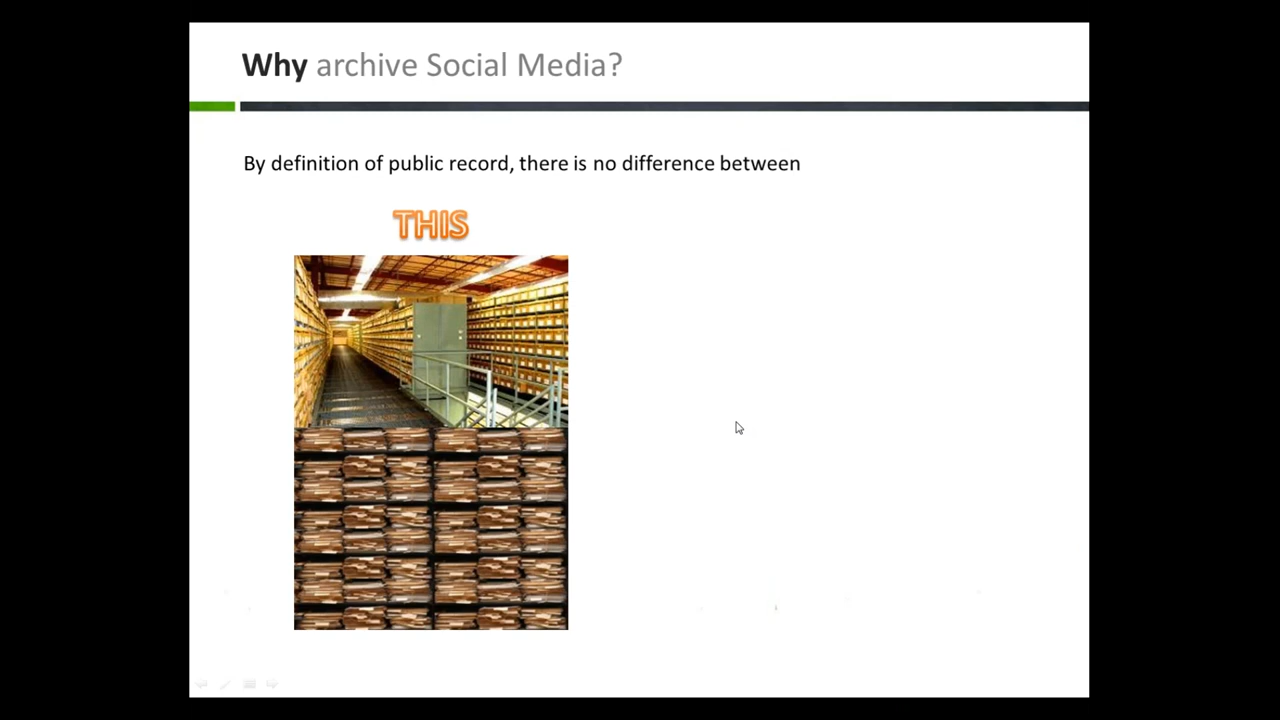 Why archive Social Media?
By definition of public record, there is no difference between
THIS